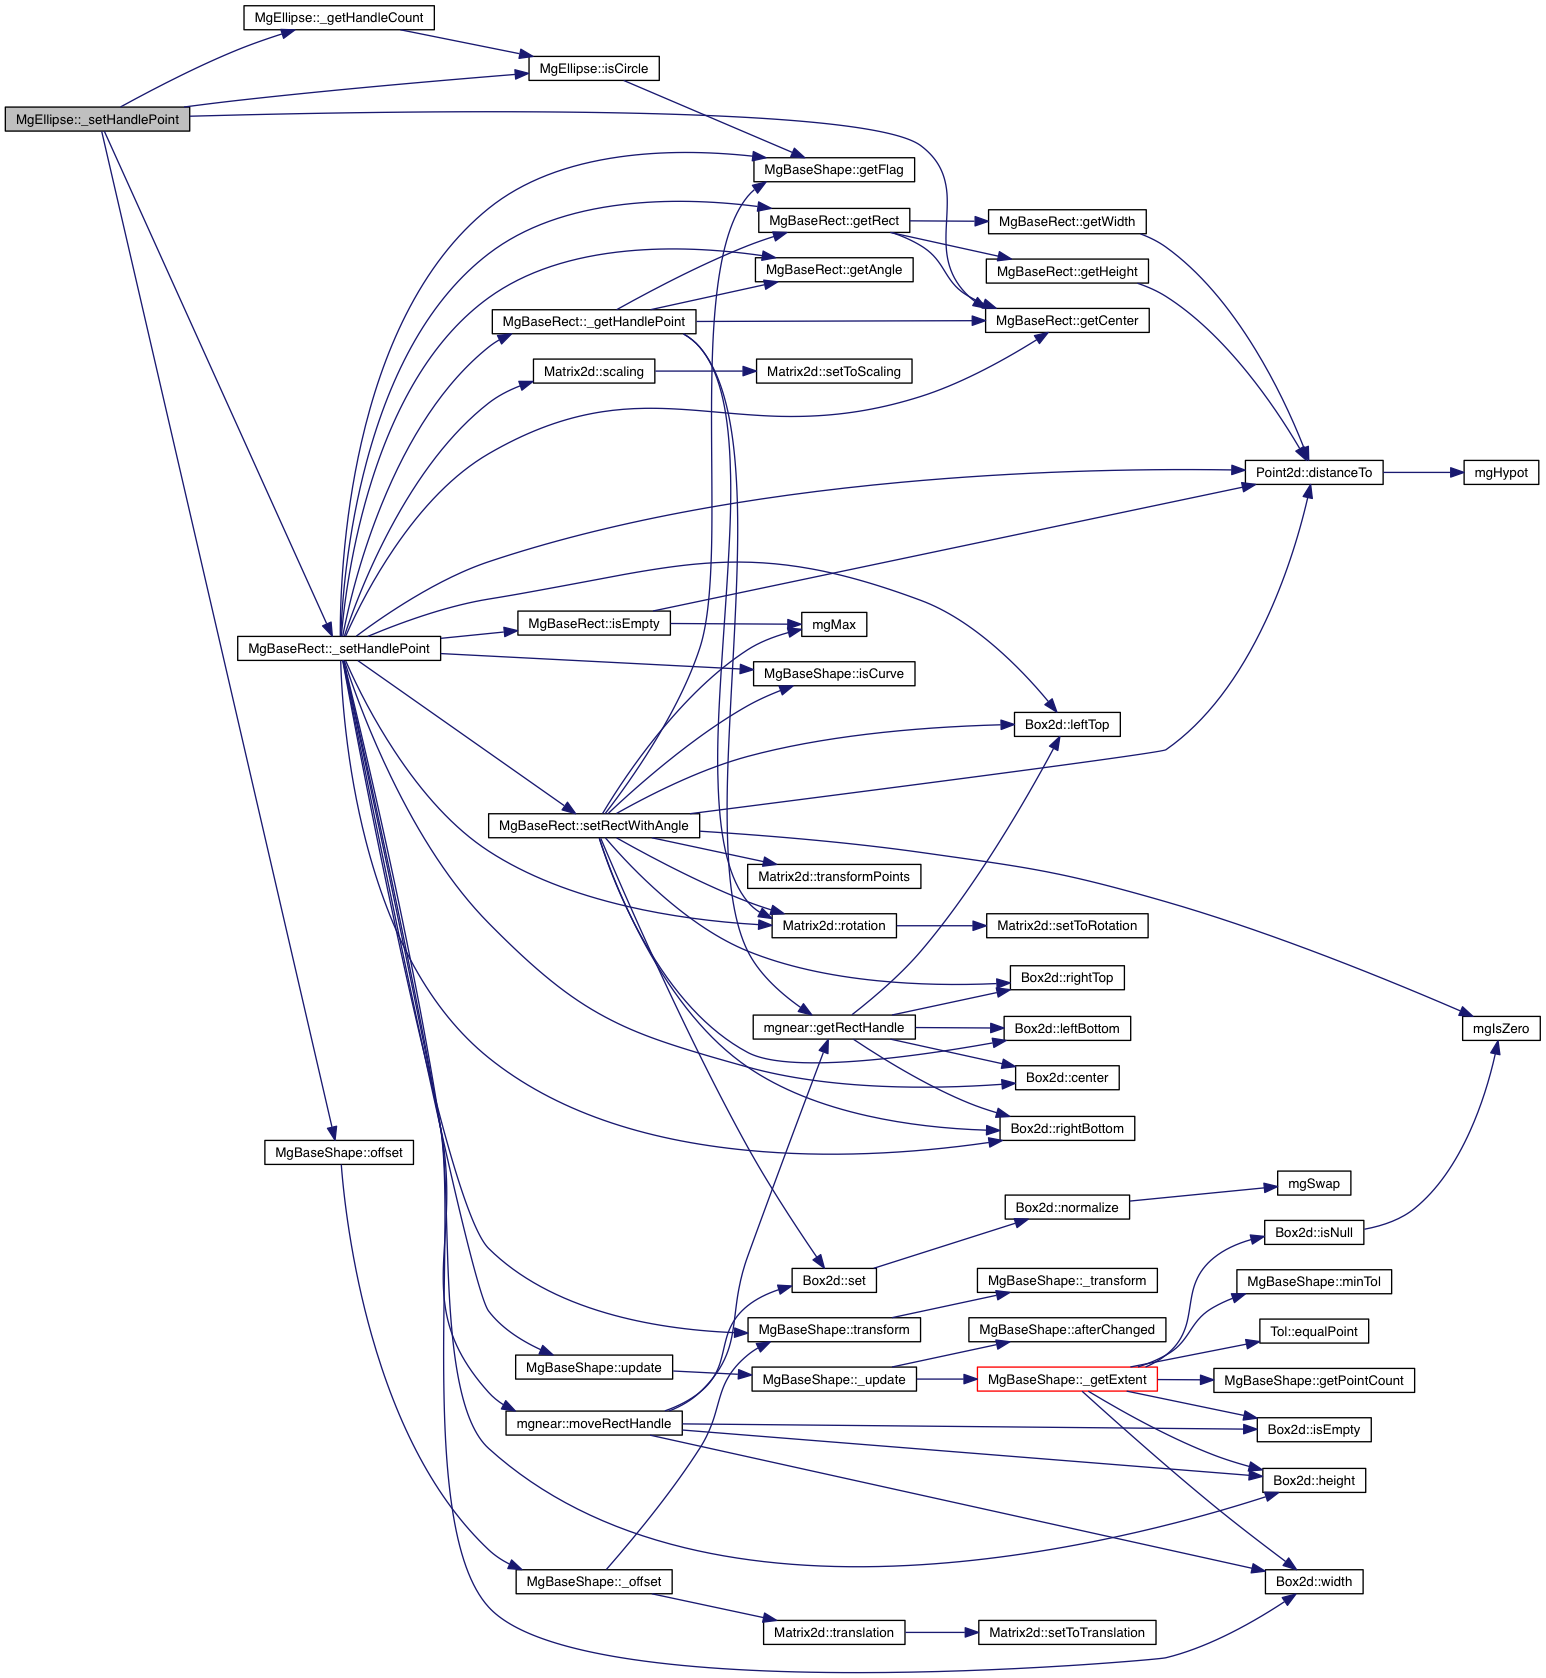 MgEllipse::_getHandleCount
MgEllipse::isCircle
MgEllipse::_setHandlePoint
MgBaseShape::getFlag
MgBaseRect::getRect
MgBaseRect::getWidth
MgBaseRect::getAngle
MgBaseRect::getHeight
MgBaseRect::_getHandlePoint
MgBaseRect::getCenter
Matrix2d::scaling
Matrix2d::setToScaling
Point2d::distanceTo
mgHypot
MgBaseRect::isEmpty
mgMax
MgBaseRect::_setHandlePoint
MgBaseShape::isCurve
Box2d::leftTop
MgBaseRect::setRectWithAngle
Matrix2d::transformPoints
Matrix2d::rotation
Matrix2d::setToRotation
Box2d::rightTop
mgnear::getRectHandle
Box2d::leftBottom
mgIsZero
Box2d::center
Box2d::rightBottom
MgBaseShape::offset
mgSwap
Box2d::normalize
Box2d::isNull
Box2d::set
MgBaseShape::_transform
MgBaseShape::minTol
MgBaseShape::transform
MgBaseShape::afterChanged
Tol::equalPoint
MgBaseShape::update
MgBaseShape::_update
MgBaseShape::_getExtent
MgBaseShape::getPointCount
mgnear::moveRectHandle
Box2d::isEmpty
Box2d::height
MgBaseShape::_offset
Box2d::width
Matrix2d::translation
Matrix2d::setToTranslation